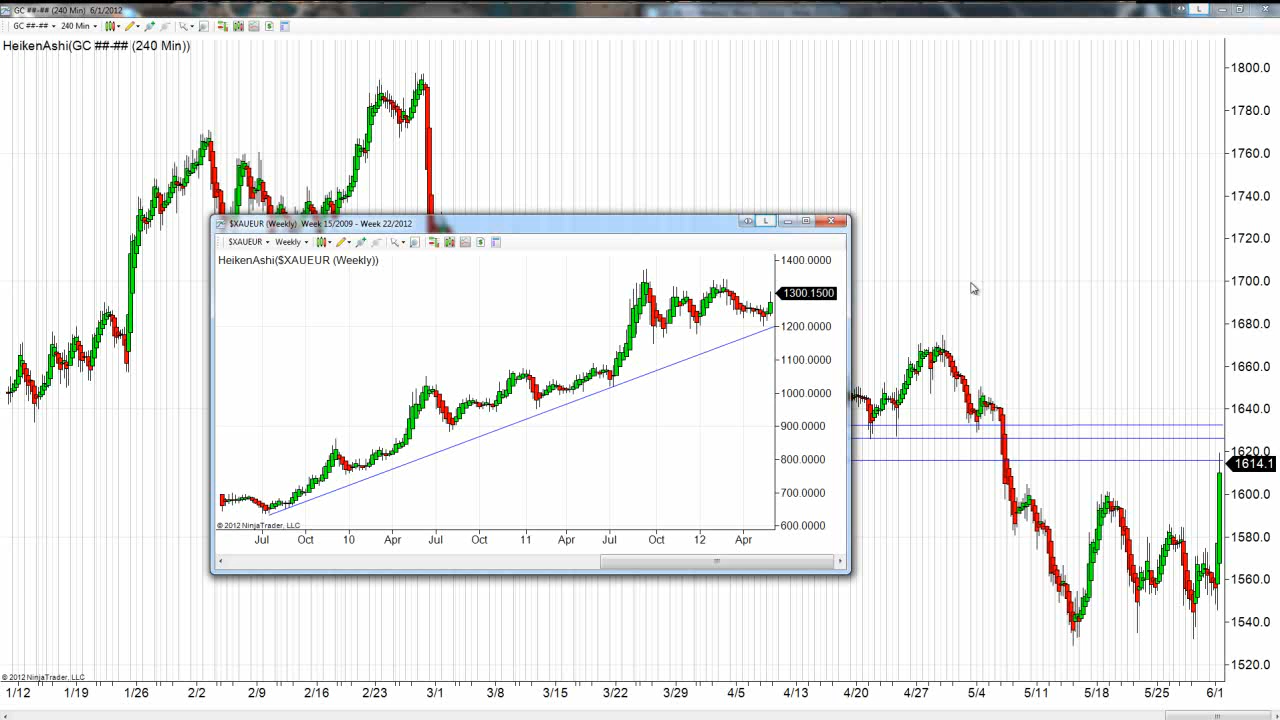 GC ##-## (240 Min) 6/1/2012
L
GC ##-## 240 Min
HeikenAshi(GC ##-## (240 Min))
1800.0
1780.0
1760.0
1740.0
1720.0
1700.0
1680.0
1660.0
1640.0
1620.0
1614.1
1600.0
1580.0
1560.0
1540.0
1520.0
$XAUEUR (Weekly) Week 15/2009 - Week 22/2012
L
$XAUEUR Weekly
HeikenAshi($XAUEUR (Weekly))
1400.0000
1300.1500
1200.0000
1100.0000
1000.0000
900.0000
800.0000
700.0000
600.0000
© 2012 NinjaTrader, LLC
Jul Oct 10 Apr Jul Oct 11 Apr Jul Oct 12 Apr
© 2012 NinjaTrader, LLC
1/12 1/19 1/26 2/2 2/9 2/16 2/23 3/1 3/8 3/15 3/22 3/29 4/5 4/13 4/20 4/27 5/4 5/11 5/18 5/25 6/1